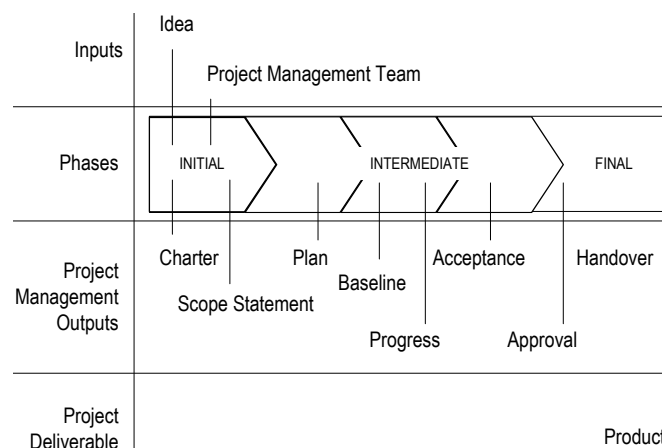 Idea
Inputs
Project Management Team
Phases
INITIAL
INTERMEDIATE
FINAL
Charter
Plan
Acceptance
Handover
Project
Management
Outputs
Scope Statement
Baseline
Progress
Approval
Project
Deliverable
Product